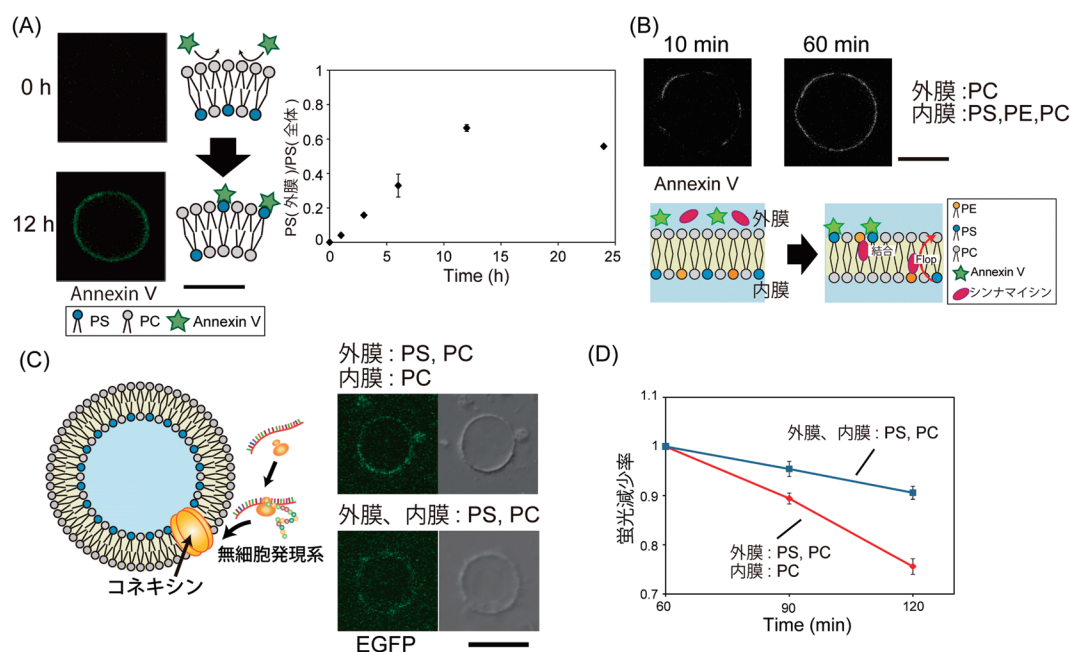 (A)
0 h
12 h
Annexin V
PS
PC
Annexin V
PS(外膜)/PS(全体)
1
0.8
0.6
0.4
0.2
0
0
5
10
15
20
25
Time (h)
(B)
10 min
60 min
外膜 :PC
内膜 :PS,PE,PC
Annexin V
外膜
内膜
結合
Flop
PE
PS
PC
Annexin V
シンナマイシン
(C)
無細胞発現系
コネキシン
外膜 : PS, PC
内膜 : PC
外膜、内膜 : PS, PC
EGFP
(D)
蛍光減少率
1.1
1
0.9
0.8
0.7
60
90
120
Time (min)
外膜、内膜 : PS, PC
外膜 : PS, PC
内膜 : PC